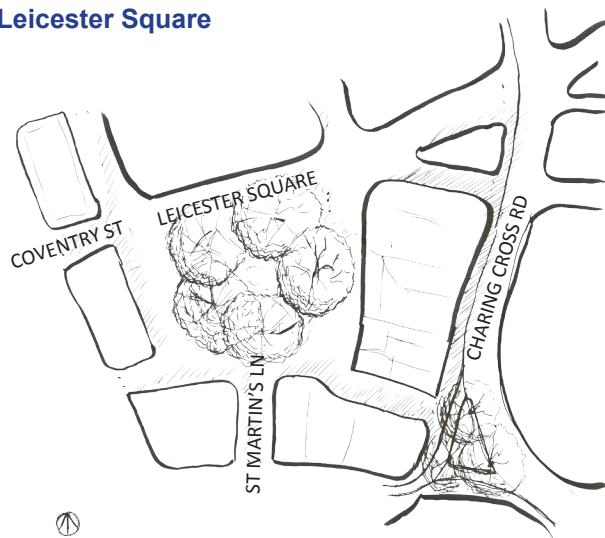 Leicester Square
LEICESTER SQUARE
COVENTRY ST
CHARING CROSS RD
ST MARTIN'S LN